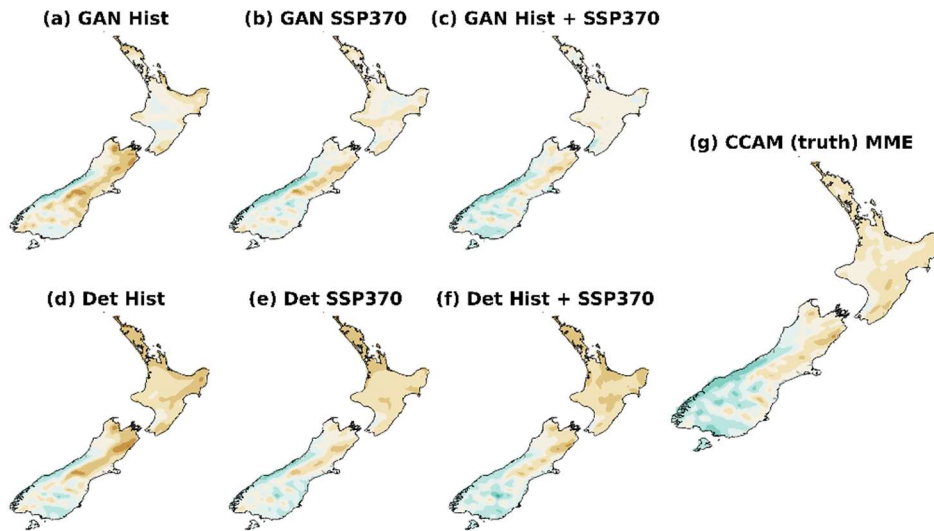 (a) GAN Hist
(b) GAN SSP370
(c) GAN Hist + SSP370
(g) CCAM (truth) MME
(d) Det Hist
(e) Det SSP370
(f) Det Hist + SSP370